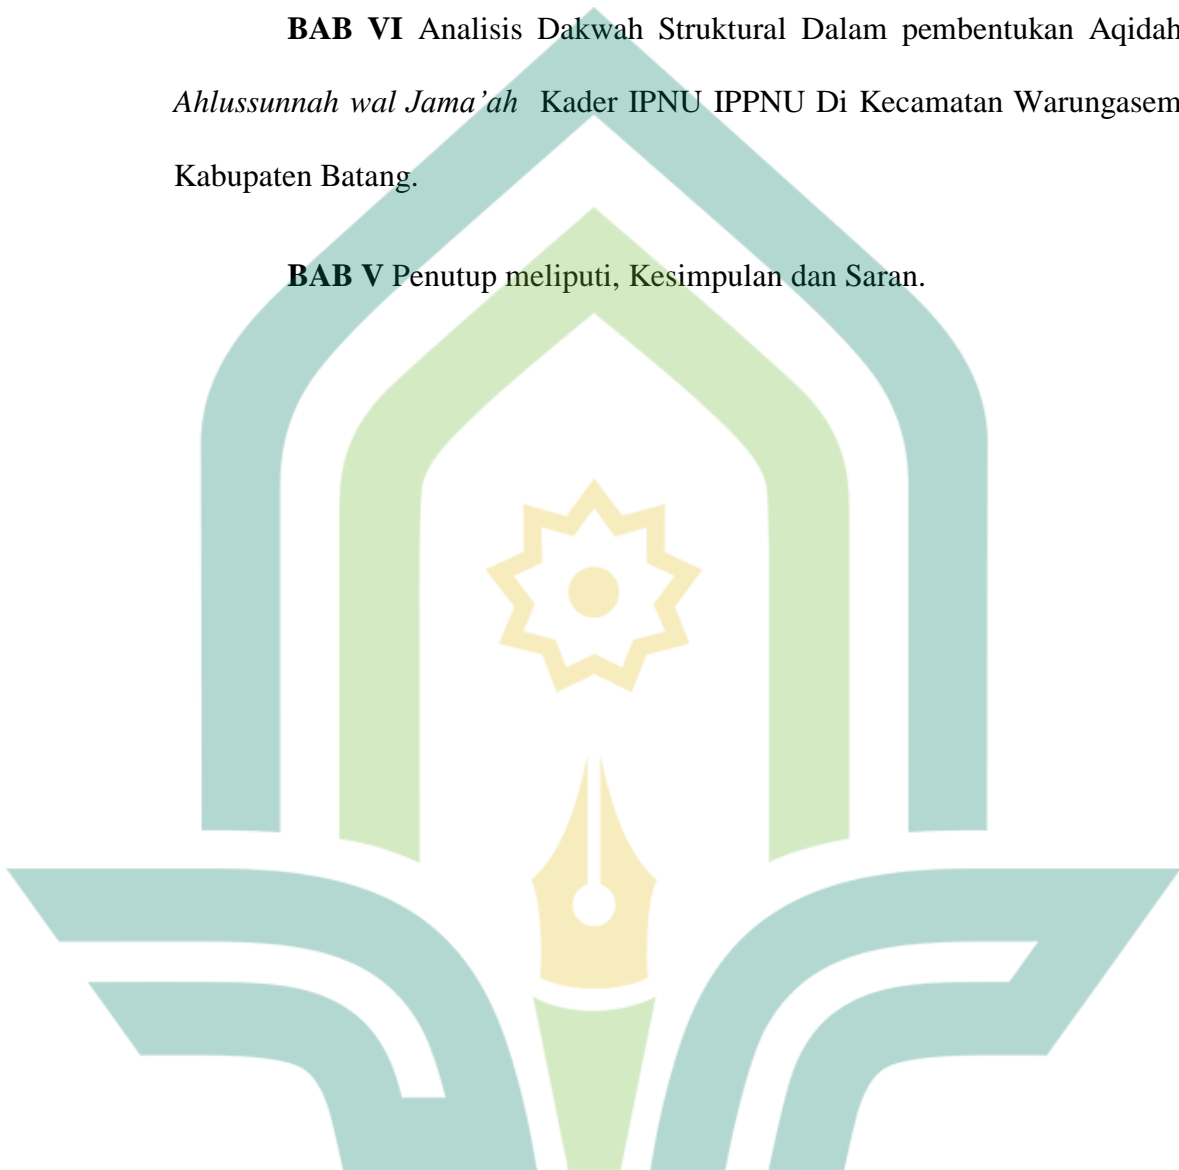 BAB VI Analisis Dakwah Struktural Dalam pembentukan Aqidah
Ahlussunnah wal Jama’ah Kader IPNU IPPNU Di Kecamatan Warungasem
Kabupaten Batang.
BAB V Penutup meliputi, Kesimpulan dan Saran.